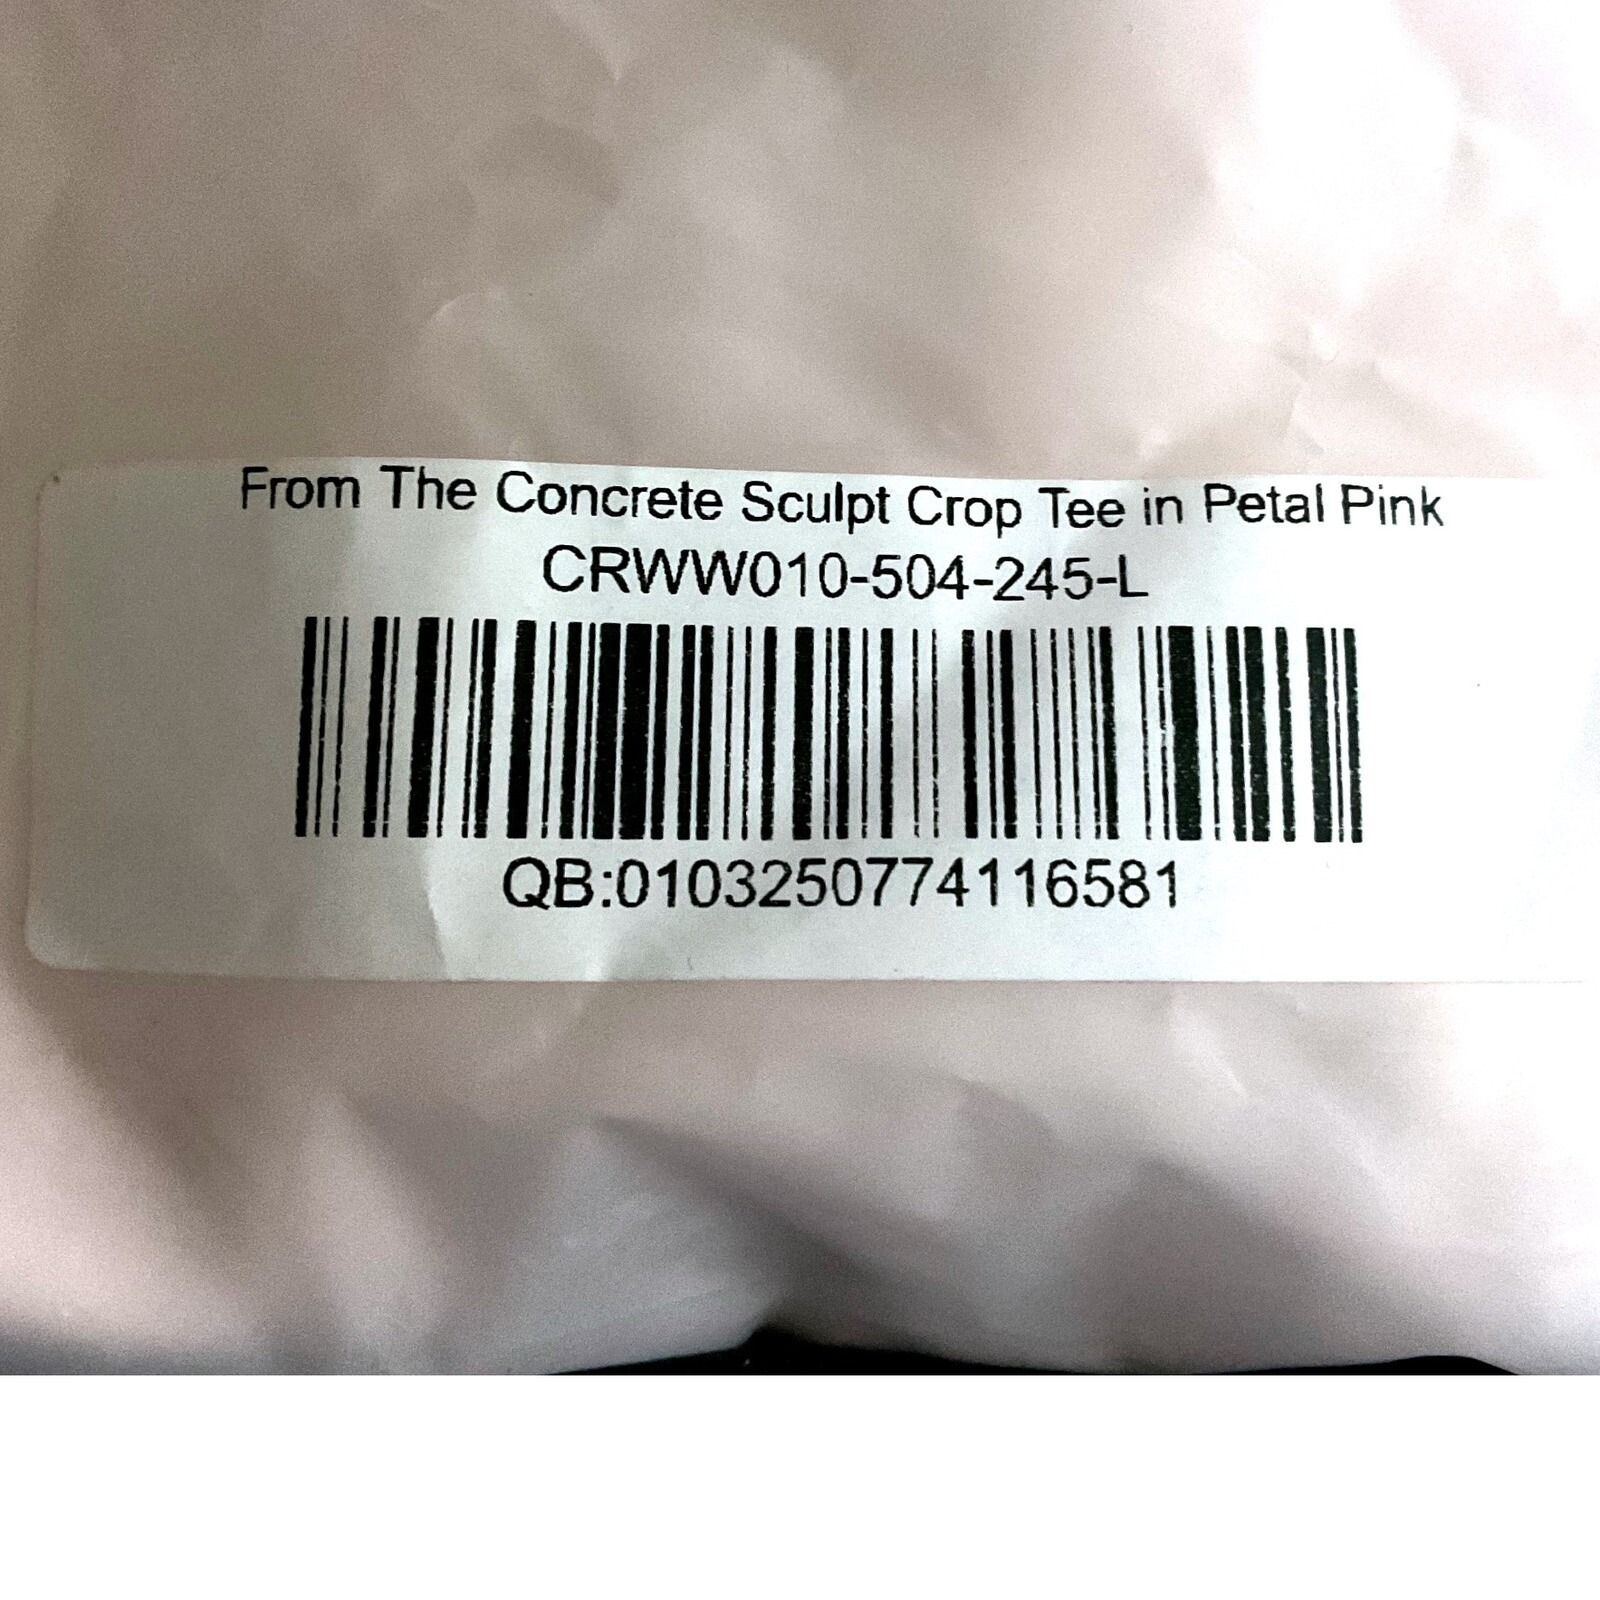 From The Concrete Sculpt Crop Tee in Petal Pink
CRWW010-504-245-L
QB:0103250774116581